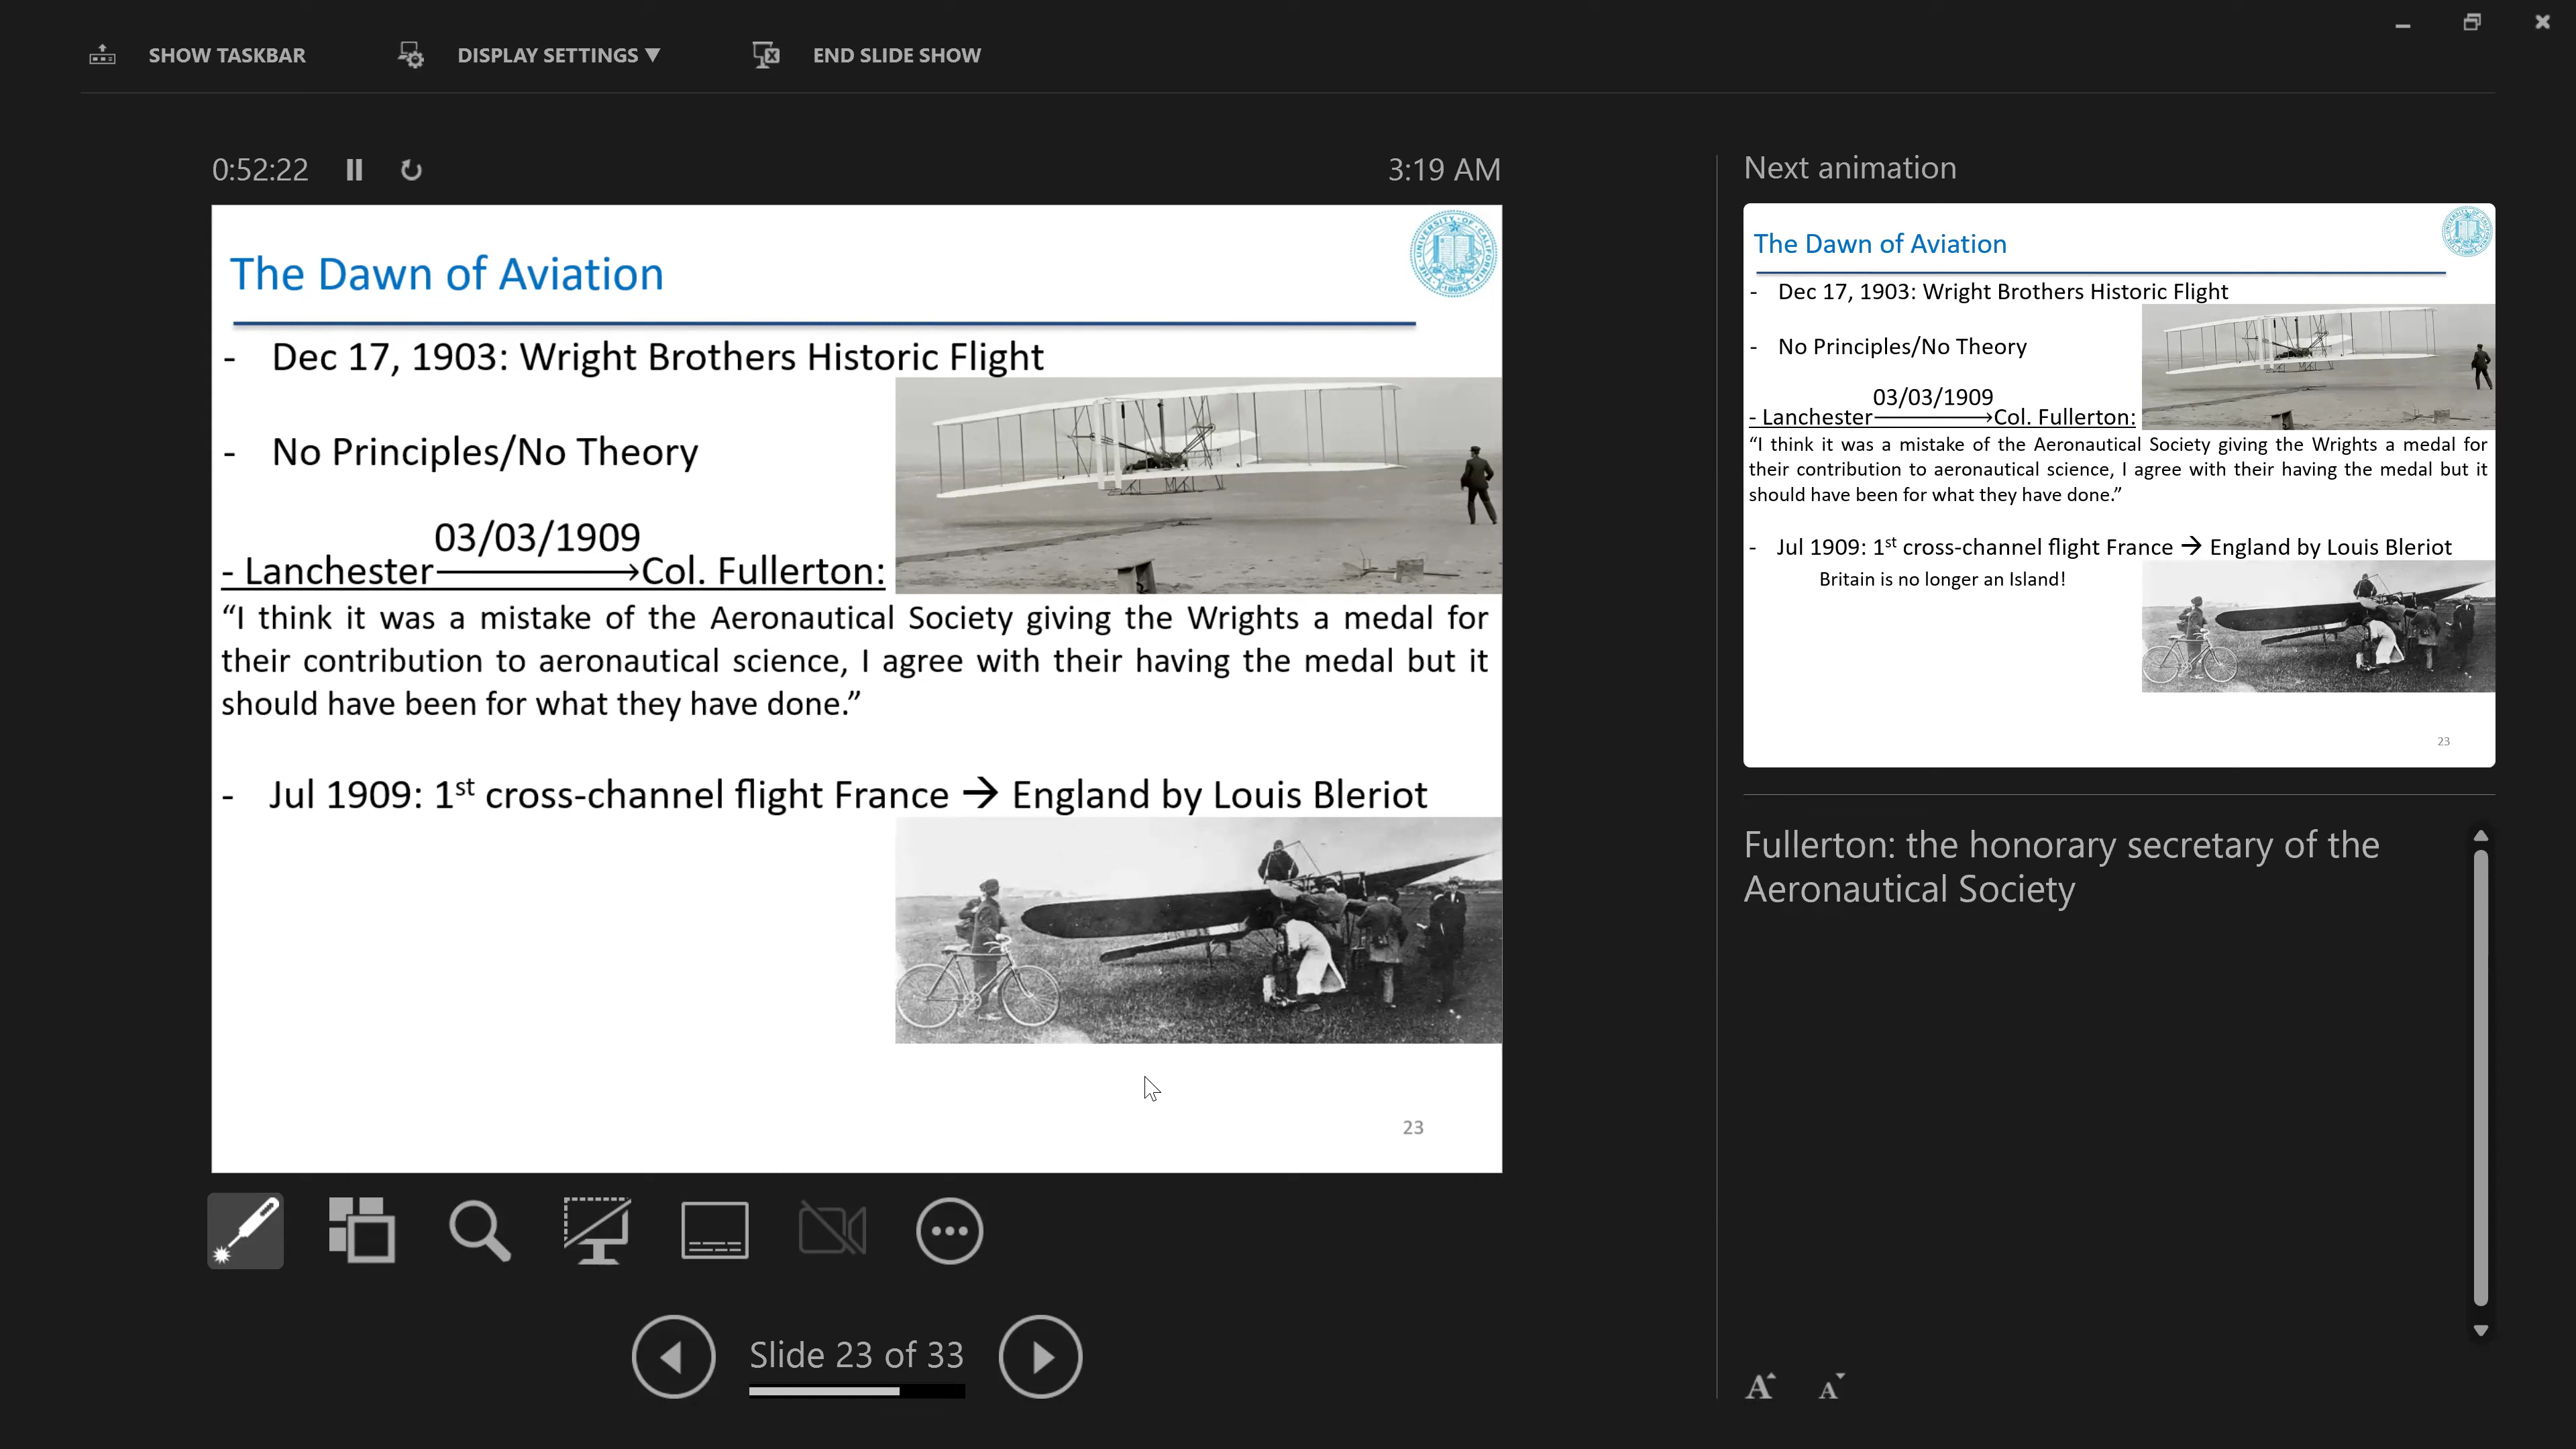 SHOW TASKBAR
DISPLAY SETTINGS ▼
END SLIDE SHOW
0:52:22
3:19 AM
The Dawn of Aviation
THE · UNIVERSITY · OF · CALIFORNIA
1868
- Dec 17, 1903: Wright Brothers Historic Flight
- No Principles/No Theory
03/03/1909
- Lanchester⟶Col. Fullerton:
“I think it was a mistake of the Aeronautical Society giving the Wrights a medal for
their contribution to aeronautical science, I agree with their having the medal but it
should have been for what they have done.”
- Jul 1909: 1st cross-channel flight France → England by Louis Bleriot
23
Slide 23 of 33
Next animation
The Dawn of Aviation
- Dec 17, 1903: Wright Brothers Historic Flight
- No Principles/No Theory
03/03/1909
- Lanchester⟶Col. Fullerton:
“I think it was a mistake of the Aeronautical Society giving the Wrights a medal for
their contribution to aeronautical science, I agree with their having the medal but it
should have been for what they have done.”
- Jul 1909: 1st cross-channel flight France → England by Louis Bleriot
Britain is no longer an Island!
23
Fullerton: the honorary secretary of the
Aeronautical Society
A A